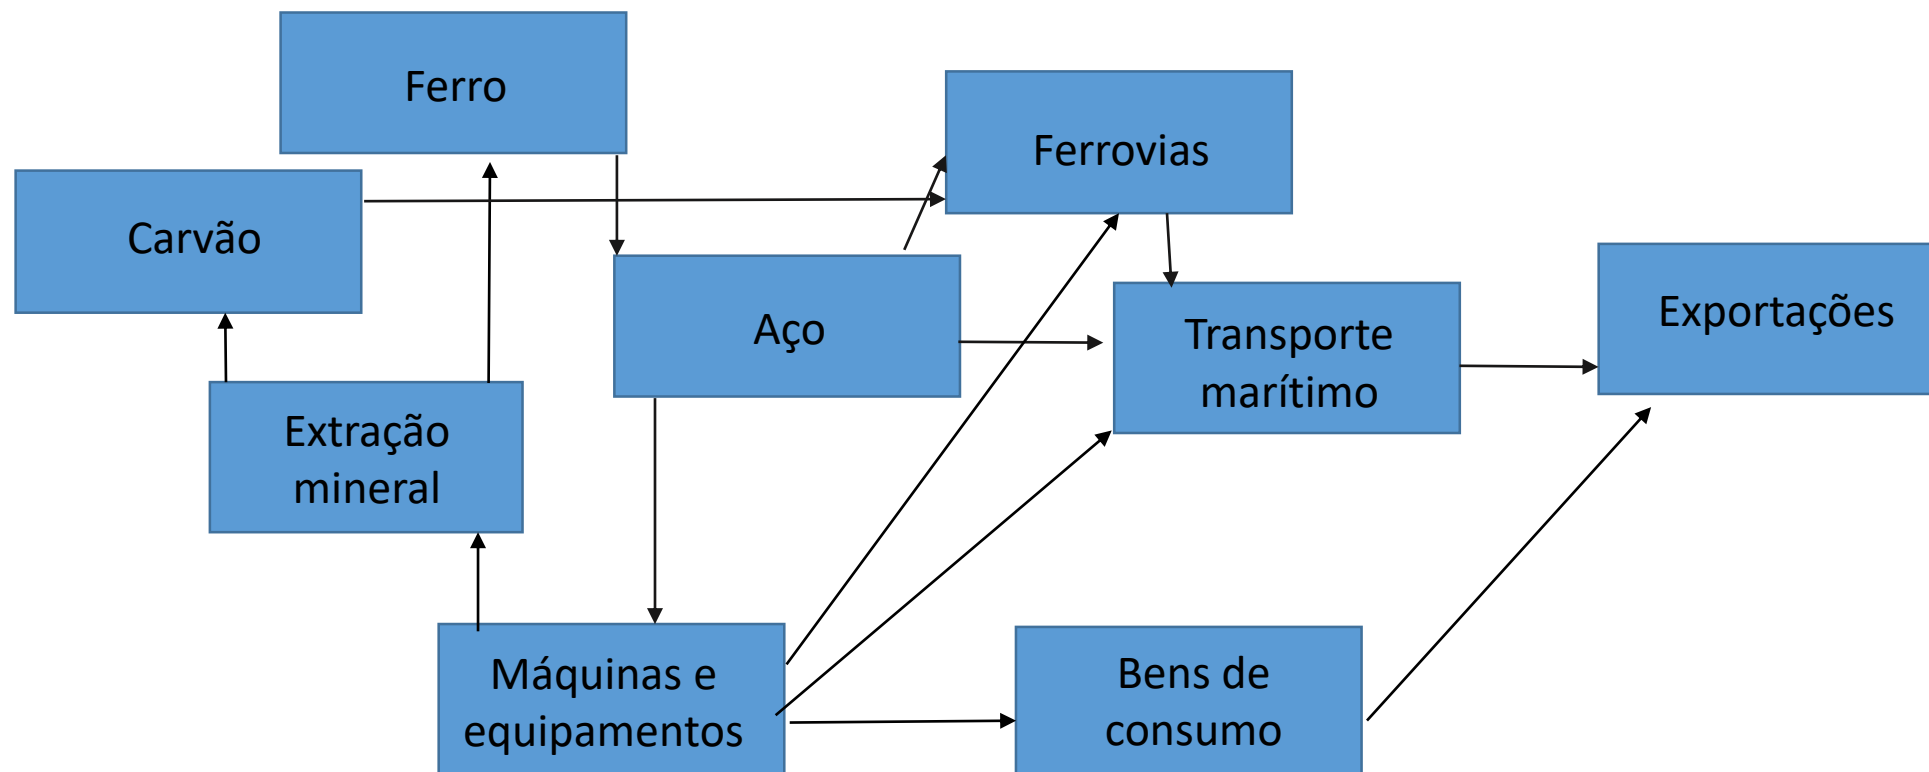 Ferro
Ferrovias
Carvão
Aço
Exportações
Transporte
marítimo
Extração
mineral
Máquinas e
equipamentos
Bens de
consumo